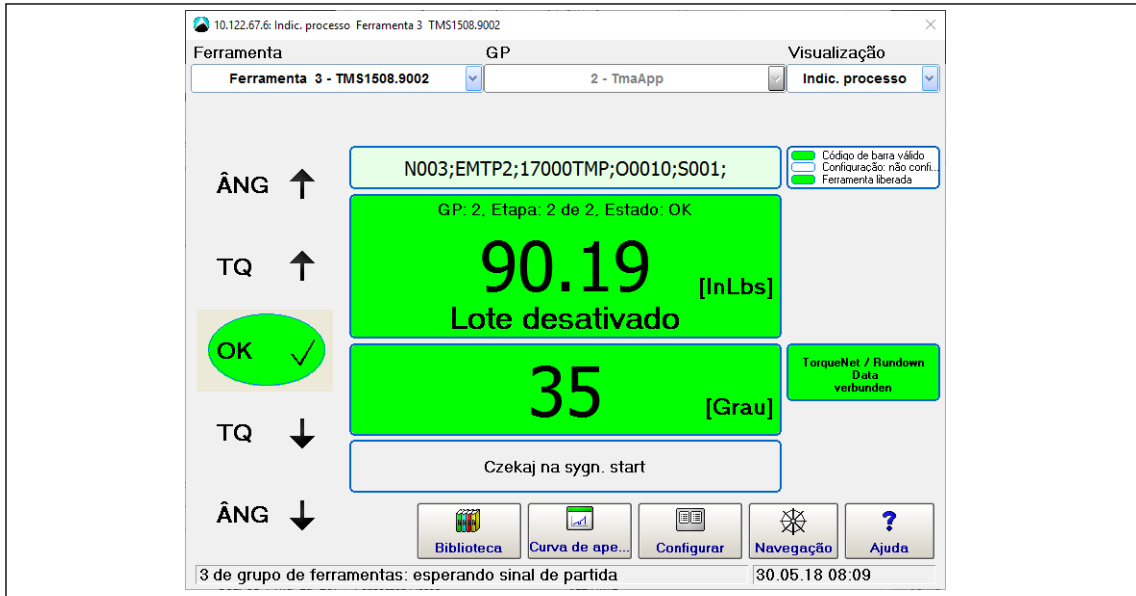 10.122.67.6: Indic. processo Ferramenta 3 TMS1508.9002
Ferramenta GP Visualização
Ferramenta 3 - TMS1508.9002 2 - TmaApp Indic. processo
N003;EMTP2;17000TMP;O0010;S001;
Código de barra válido
Configuração: não confi...
Ferramenta liberada
ÂNG
GP: 2, Etapa: 2 de 2, Estado: OK
TQ
90.19 [InLbs]
Lote desativado
OK
35 [Grau]
TorqueNet / Rundown
Data
verbunden
TQ
Czekaj na sygn. start
ÂNG
Biblioteca Curva de ape... Configurar Navegação Ajuda
3 de grupo de ferramentas: esperando sinal de partida 30.05.18 08:09